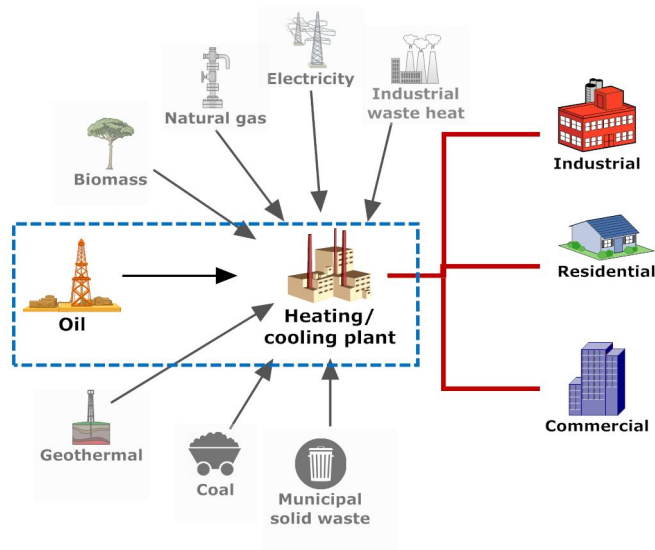 Electricity
Natural gas
Industrial
waste heat
Biomass
Industrial
Residential
Oil
Heating/
cooling plant
Commercial
Geothermal
Coal
Municipal
solid waste